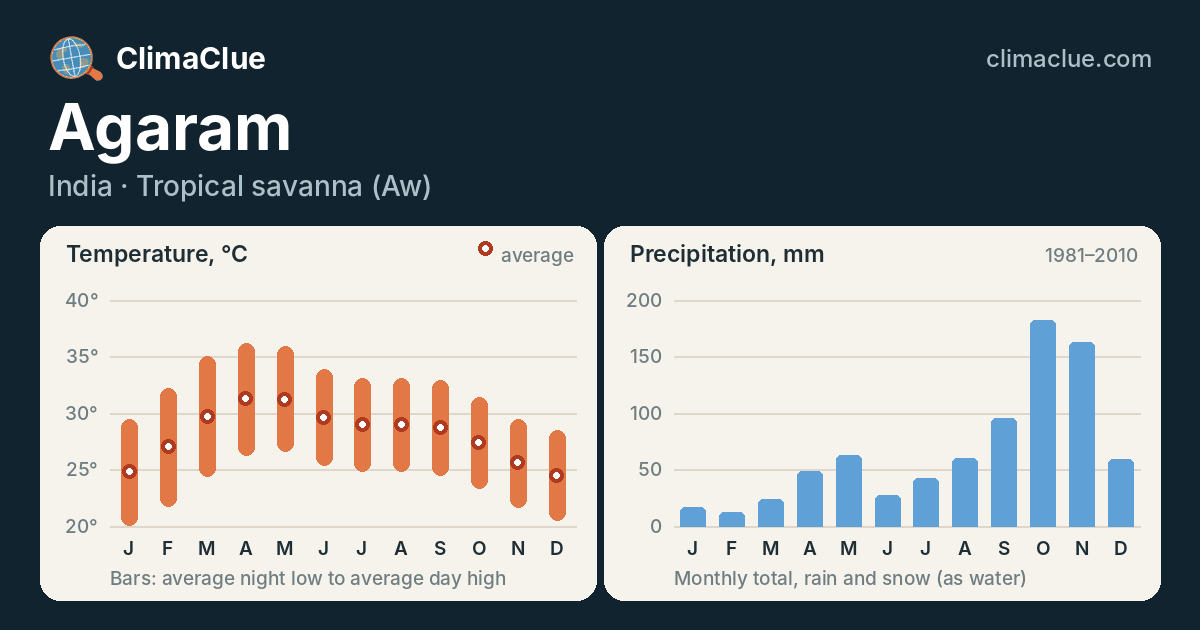 ClimaClue
climaclue.com
Agaram
India · Tropical savanna (Aw)
Temperature, °C
average
40°
35°
30°
25°
20°
J F M A M J J A S O N D
Bars: average night low to average day high
Precipitation, mm
1981–2010
200
150
100
50
0
J F M A M J J A S O N D
Monthly total, rain and snow (as water)